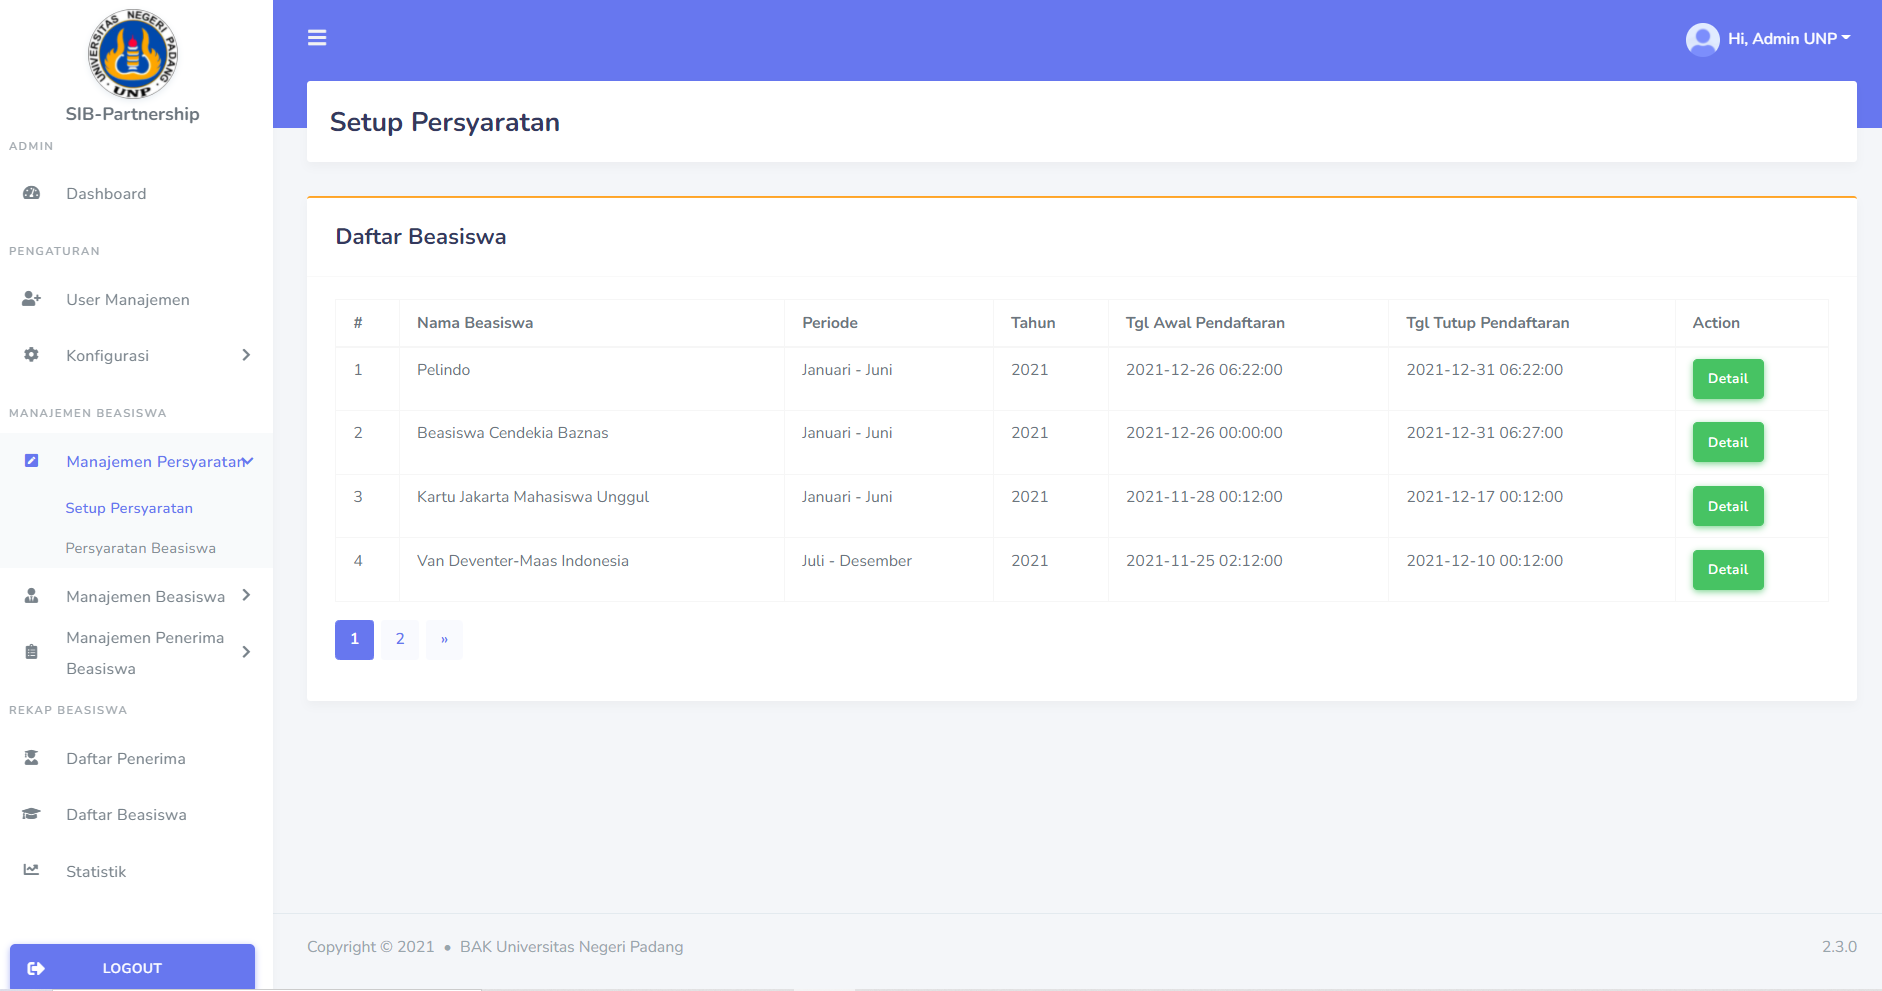 UNIVERSITAS NEGERI PADANG
UNP
SIB-Partnership
ADMIN
Dashboard
PENGATURAN
User Manajemen
Konfigurasi
MANAJEMEN BEASISWA
Manajemen Persyaratan
Setup Persyaratan
Persyaratan Beasiswa
Manajemen Beasiswa
Manajemen Penerima
Beasiswa
REKAP BEASISWA
Daftar Penerima
Daftar Beasiswa
Statistik
LOGOUT
Hi, Admin UNP
Setup Persyaratan
Daftar Beasiswa
# Nama Beasiswa Periode Tahun Tgl Awal Pendaftaran Tgl Tutup Pendaftaran Action
1 Pelindo Januari - Juni 2021 2021-12-26 06:22:00 2021-12-31 06:22:00 Detail
2 Beasiswa Cendekia Baznas Januari - Juni 2021 2021-12-26 00:00:00 2021-12-31 06:27:00 Detail
3 Kartu Jakarta Mahasiswa Unggul Januari - Juni 2021 2021-11-28 00:12:00 2021-12-17 00:12:00 Detail
4 Van Deventer-Maas Indonesia Juli - Desember 2021 2021-11-25 02:12:00 2021-12-10 00:12:00 Detail
1 2 »
Copyright © 2021 • BAK Universitas Negeri Padang 2.3.0